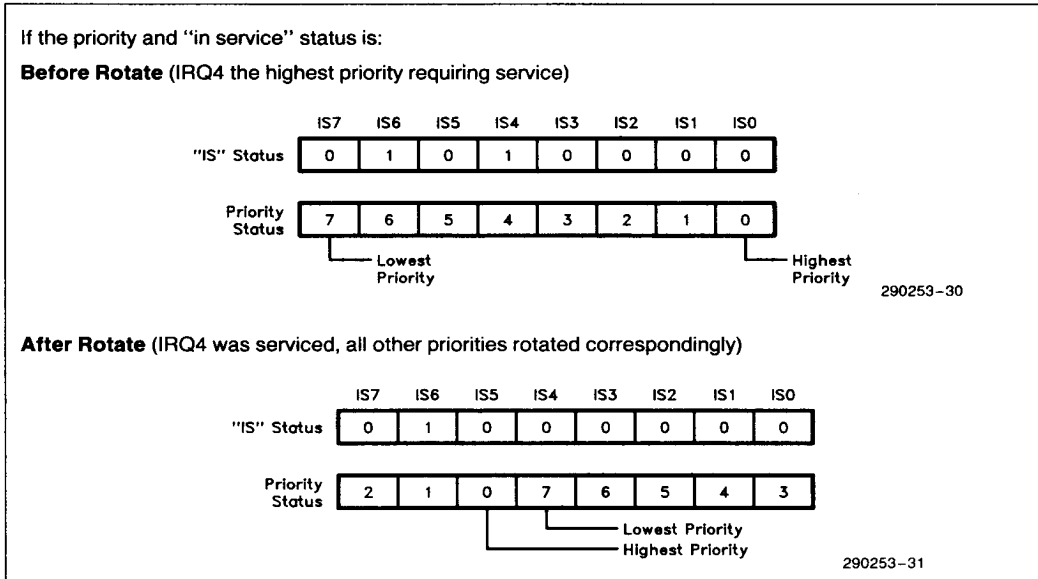 If the priority and "in service" status is:
Before Rotate (IRQ4 the highest priority requiring service)
IS7 IS6 IS5 IS4 IS3 IS2 IS1 IS0
"IS" Status 0 1 0 1 0 0 0 0
Priority Status 7 6 5 4 3 2 1 0
Lowest Priority
Highest Priority
290253-30
After Rotate (IRQ4 was serviced, all other priorities rotated correspondingly)
IS7 IS6 IS5 IS4 IS3 IS2 IS1 IS0
"IS" Status 0 1 0 0 0 0 0 0
Priority Status 2 1 0 7 6 5 4 3
Lowest Priority
Highest Priority
290253-31